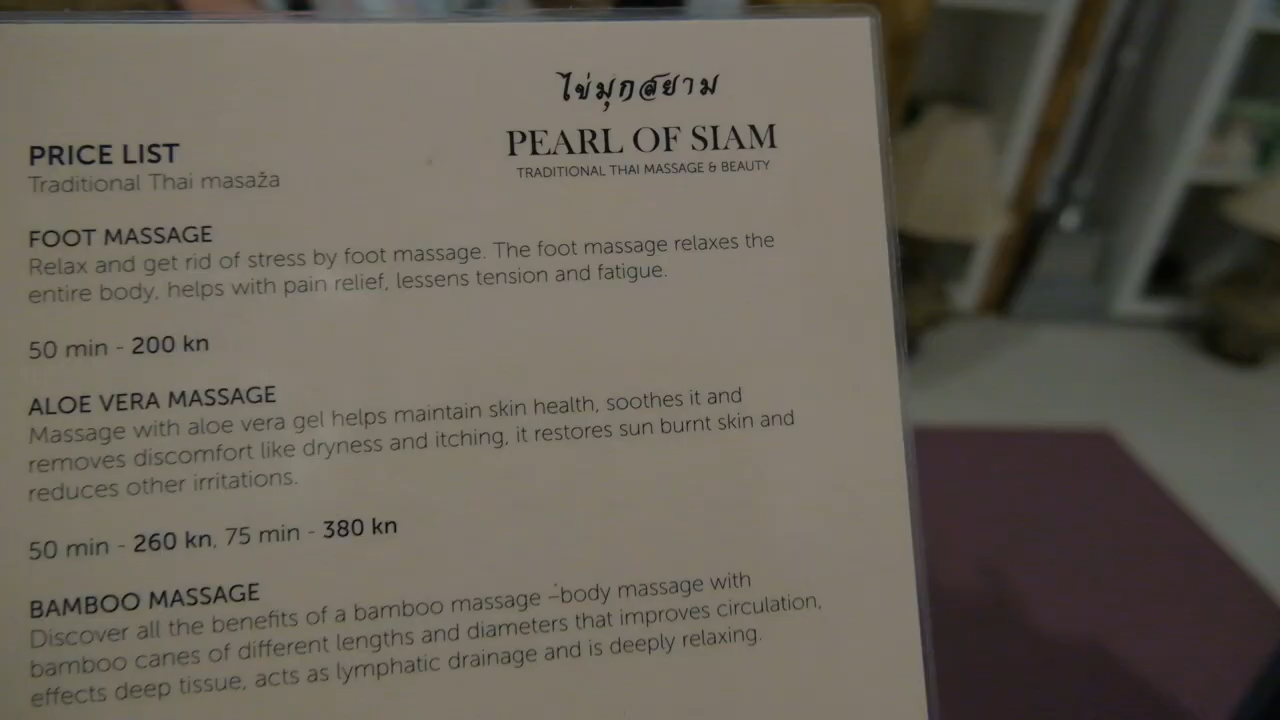 ไข่มุกสยาม
PEARL OF SIAM
TRADITIONAL THAI MASSAGE & BEAUTY
PRICE LIST
Traditional Thai masaža
FOOT MASSAGE
Relax and get rid of stress by foot massage. The foot massage relaxes the
entire body, helps with pain relief, lessens tension and fatigue.
50 min - 200 kn
ALOE VERA MASSAGE
Massage with aloe vera gel helps maintain skin health, soothes it and
removes discomfort like dryness and itching, it restores sun burnt skin and
reduces other irritations.
50 min - 260 kn, 75 min - 380 kn
BAMBOO MASSAGE
Discover all the benefits of a bamboo massage –body massage with
bamboo canes of different lengths and diameters that improves circulation,
effects deep tissue, acts as lymphatic drainage and is deeply relaxing.